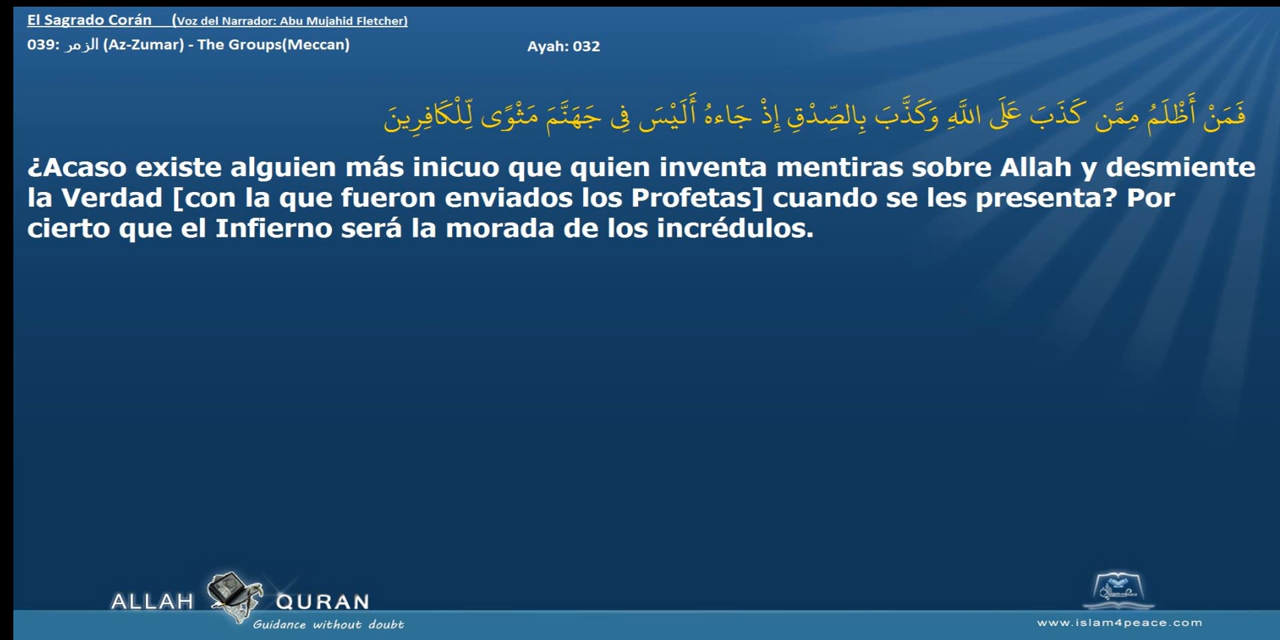 El Sagrado Corán (Voz del Narrador: Abu Mujahid Fletcher)
039: الزمر (Az-Zumar) - The Groups(Meccan) Ayah: 032
فَمَنْ أَظْلَمُ مِمَّن كَذَبَ عَلَى اللَّهِ وَكَذَّبَ بِالصِّدْقِ إِذْ جَاءهُ أَلَيْسَ فِي جَهَنَّمَ مَثْوًى لِّلْكَافِرِينَ
¿Acaso existe alguien más inicuo que quien inventa mentiras sobre Allah y desmiente
la Verdad [con la que fueron enviados los Profetas] cuando se les presenta? Por
cierto que el Infierno será la morada de los incrédulos.
ALLAH QURAN
Guidance without doubt
www.islam4peace.com